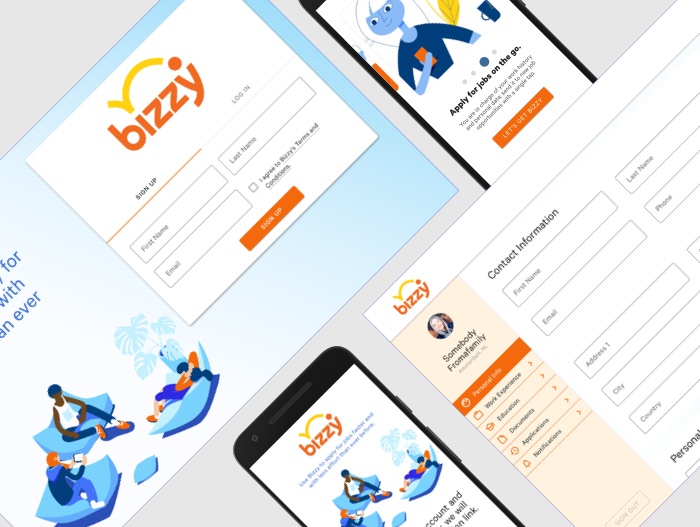 bizzy
LOG IN
SIGN UP
First Name
Last Name
Email
I agree to Bizzy's Terms and
Conditions.
SIGN UP
y for
with
an ever
Apply for jobs on the go.
You are in charge of your work history
and personal data, send it to new job
opportunities with a single tap.
LET'S GET BIZZY
bizzy
Somebody
Fromafamily
Amsterdam, NL
Personal Info
Work Experience
Education
Documents
Applications
Notifications
SIGN OUT
Contact Information
First Name
Last Name
Email
Phone
Address 1
City
Country
Personal
bizzy
Use Bizzy to apply for jobs faster and
with less effort than ever before.
ccount and
we will
on link.